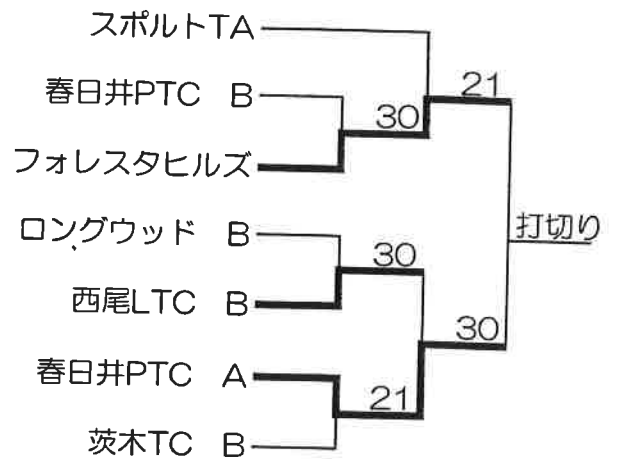 スポルトTA
21
春日井PTC B
30
フォレスタヒルズ
打切り
ロングウッド B
30
西尾LTC B
30
春日井PTC A
21
茨木TC B